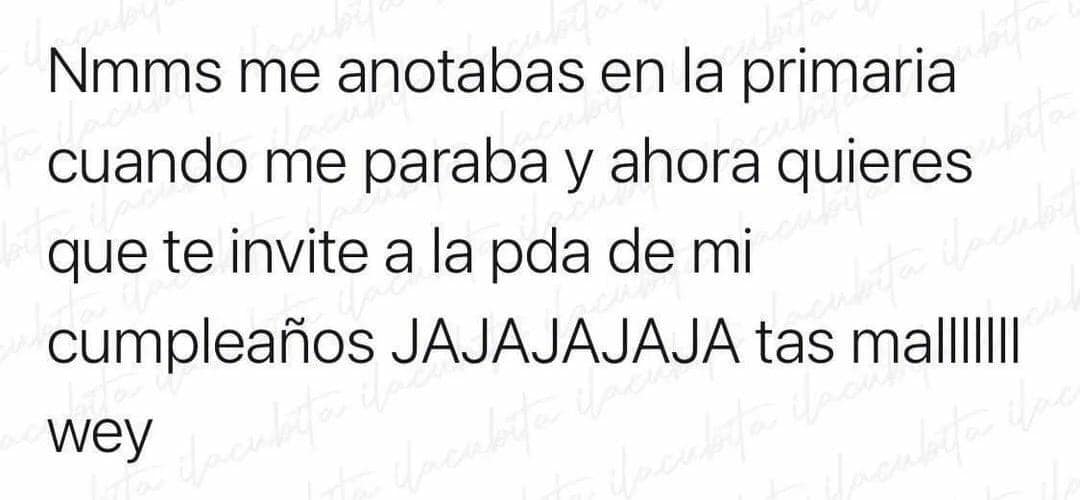 Nmms me anotabas en la primaria
cuando me paraba y ahora quieres
que te invite a la pda de mi
cumpleaños JAJAJAJAJA tas malllllll
wey